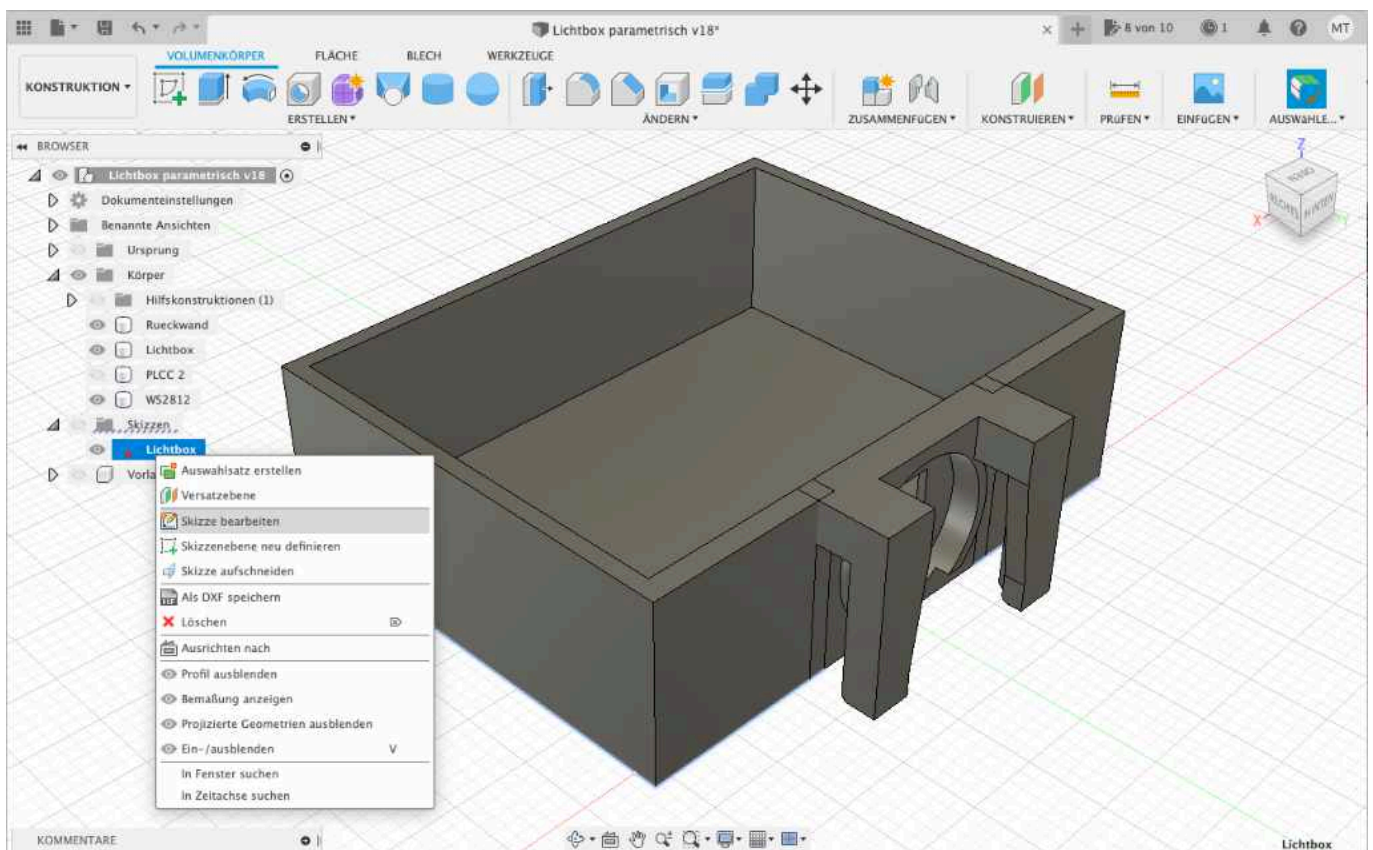 Lichtbox parametrisch v18*
8 von 10
1
MT
VOLUMENKÖRPER
FLÄCHE
BLECH
WERKZEUGE
KONSTRUKTION
ERSTELLEN
ÄNDERN
ZUSAMMENFüGEN
KONSTRUIEREN
PRüFEN
EINFüGEN
AUSWäHLE...
BROWSER
Lichtbox parametrisch v18
Dokumenteinstellungen
Benannte Ansichten
Ursprung
Körper
Hilfskonstruktionen (1)
Rueckwand
Lichtbox
PLCC 2
WS2812
Skizzen
Lichtbox
Vorla
Auswahlsatz erstellen
Versatzebene
Skizze bearbeiten
Skizzenebene neu definieren
Skizze aufschneiden
Als DXF speichern
Löschen
Ausrichten nach
Profil ausblenden
Bemaßung anzeigen
Projizierte Geometrien ausblenden
Ein-/ausblenden V
In Fenster suchen
In Zeitachse suchen
Z
X
Y
RECHTS
HINTEN
KOMMENTARE
Lichtbox